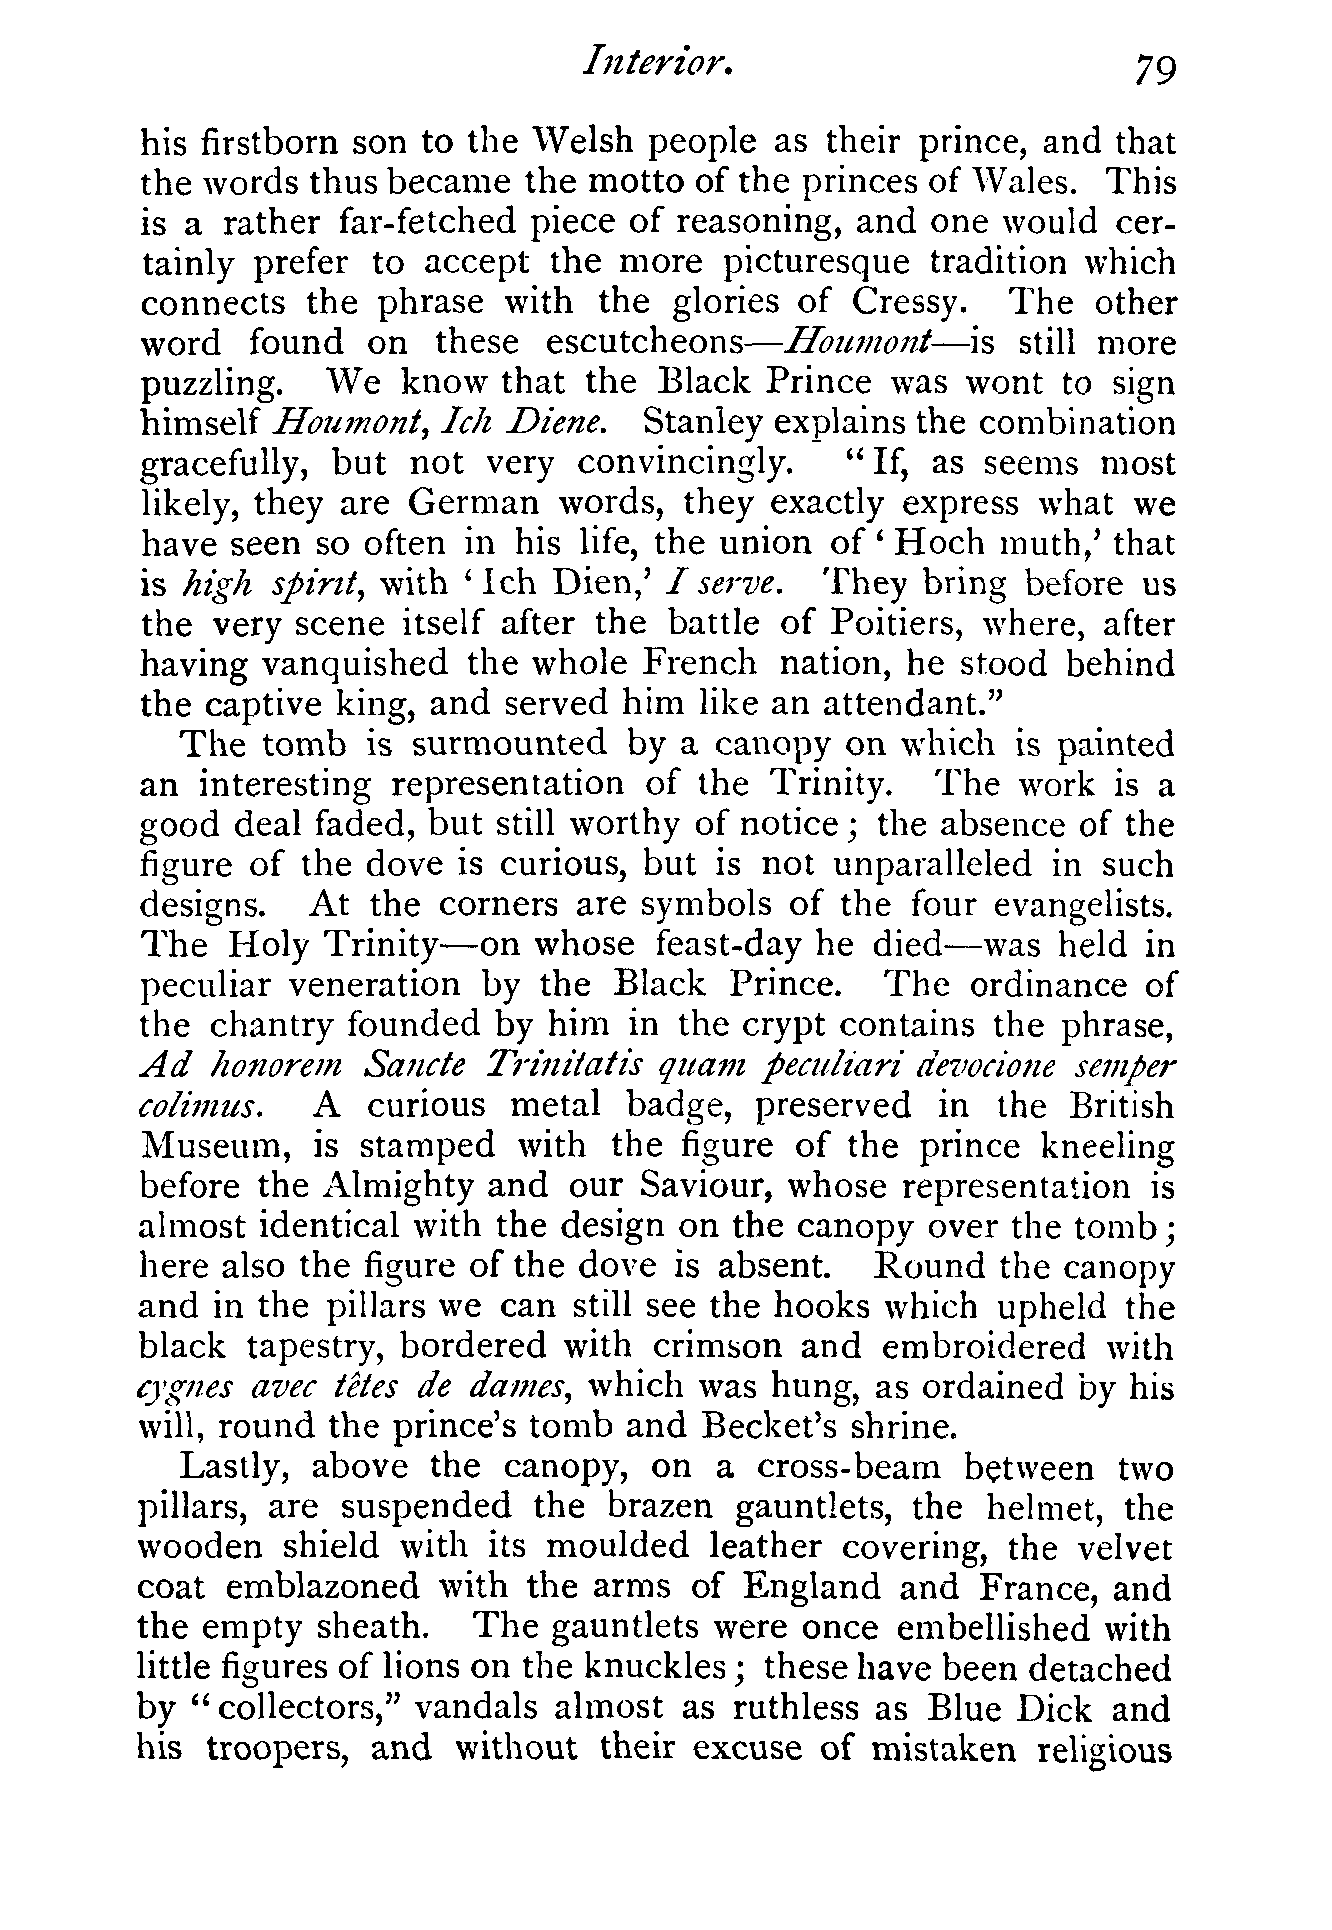 Interior. 79
his firstborn son to the Welsh people as their prince, and that
the words thus became the motto of the princes of Wales. This
is a rather far-fetched piece of reasoning, and one would cer-
tainly prefer to accept the more picturesque tradition which
connects the phrase with the glories of Cressy. The other
word found on these escutcheons—Houmont—is still more
puzzling. We know that the Black Prince was wont to sign
himself Houmont, Ich Diene. Stanley explains the combination
gracefully, but not very convincingly. “If, as seems most
likely, they are German words, they exactly express what we
have seen so often in his life, the union of ‘Hoch muth,’ that
is high spirit, with ‘Ich Dien,’ I serve. They bring before us
the very scene itself after the battle of Poitiers, where, after
having vanquished the whole French nation, he stood behind
the captive king, and served him like an attendant.”
The tomb is surmounted by a canopy on which is painted
an interesting representation of the Trinity. The work is a
good deal faded, but still worthy of notice; the absence of the
figure of the dove is curious, but is not unparalleled in such
designs. At the corners are symbols of the four evangelists.
The Holy Trinity—on whose feast-day he died—was held in
peculiar veneration by the Black Prince. The ordinance of
the chantry founded by him in the crypt contains the phrase,
Ad honorem Sancte Trinitatis quam peculiari devocione semper
colimus. A curious metal badge, preserved in the British
Museum, is stamped with the figure of the prince kneeling
before the Almighty and our Saviour, whose representation is
almost identical with the design on the canopy over the tomb;
here also the figure of the dove is absent. Round the canopy
and in the pillars we can still see the hooks which upheld the
black tapestry, bordered with crimson and embroidered with
cygnes avec têtes de dames, which was hung, as ordained by his
will, round the prince’s tomb and Becket’s shrine.
Lastly, above the canopy, on a cross-beam between two
pillars, are suspended the brazen gauntlets, the helmet, the
wooden shield with its moulded leather covering, the velvet
coat emblazoned with the arms of England and France, and
the empty sheath. The gauntlets were once embellished with
little figures of lions on the knuckles; these have been detached
by “collectors,” vandals almost as ruthless as Blue Dick and
his troopers, and without their excuse of mistaken religious